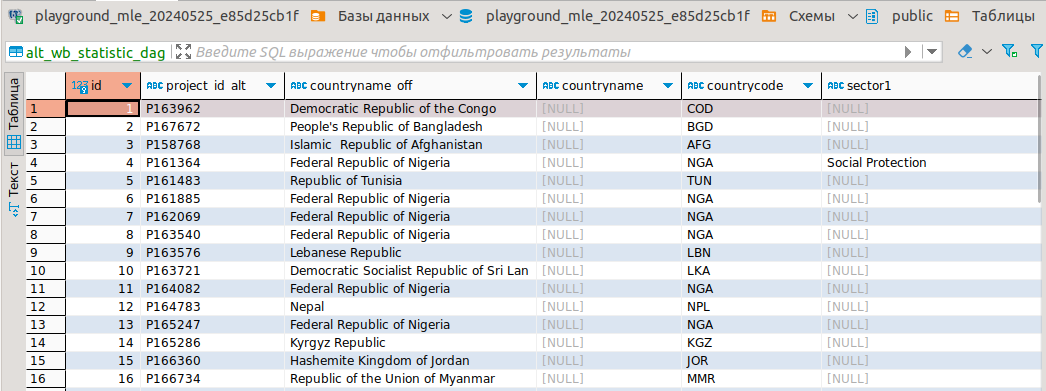 playground_mle_20240525_e85d25cb1f Базы данных playground_mle_20240525_e85d25cb1f Схемы public Таблицы
alt_wb_statistic_dag Введите SQL выражение чтобы отфильтровать результаты
Таблица
Текст
123 id ABC project_id_alt ABC countryname_off ABC countryname ABC countrycode ABC sector1
1 1 P163962 Democratic Republic of the Congo [NULL] COD [NULL]
2 2 P167672 People's Republic of Bangladesh [NULL] BGD [NULL]
3 3 P158768 Islamic  Republic of Afghanistan [NULL] AFG [NULL]
4 4 P161364 Federal Republic of Nigeria [NULL] NGA Social Protection
5 5 P161483 Republic of Tunisia [NULL] TUN [NULL]
6 6 P161885 Federal Republic of Nigeria [NULL] NGA [NULL]
7 7 P162069 Federal Republic of Nigeria [NULL] NGA [NULL]
8 8 P163540 Federal Republic of Nigeria [NULL] NGA [NULL]
9 9 P163576 Lebanese Republic [NULL] LBN [NULL]
10 10 P163721 Democratic Socialist Republic of Sri Lan [NULL] LKA [NULL]
11 11 P164082 Federal Republic of Nigeria [NULL] NGA [NULL]
12 12 P164783 Nepal [NULL] NPL [NULL]
13 13 P165247 Federal Republic of Nigeria [NULL] NGA [NULL]
14 14 P165286 Kyrgyz Republic [NULL] KGZ [NULL]
15 15 P166360 Hashemite Kingdom of Jordan [NULL] JOR [NULL]
16 16 P166734 Republic of the Union of Myanmar [NULL] MMR [NULL]